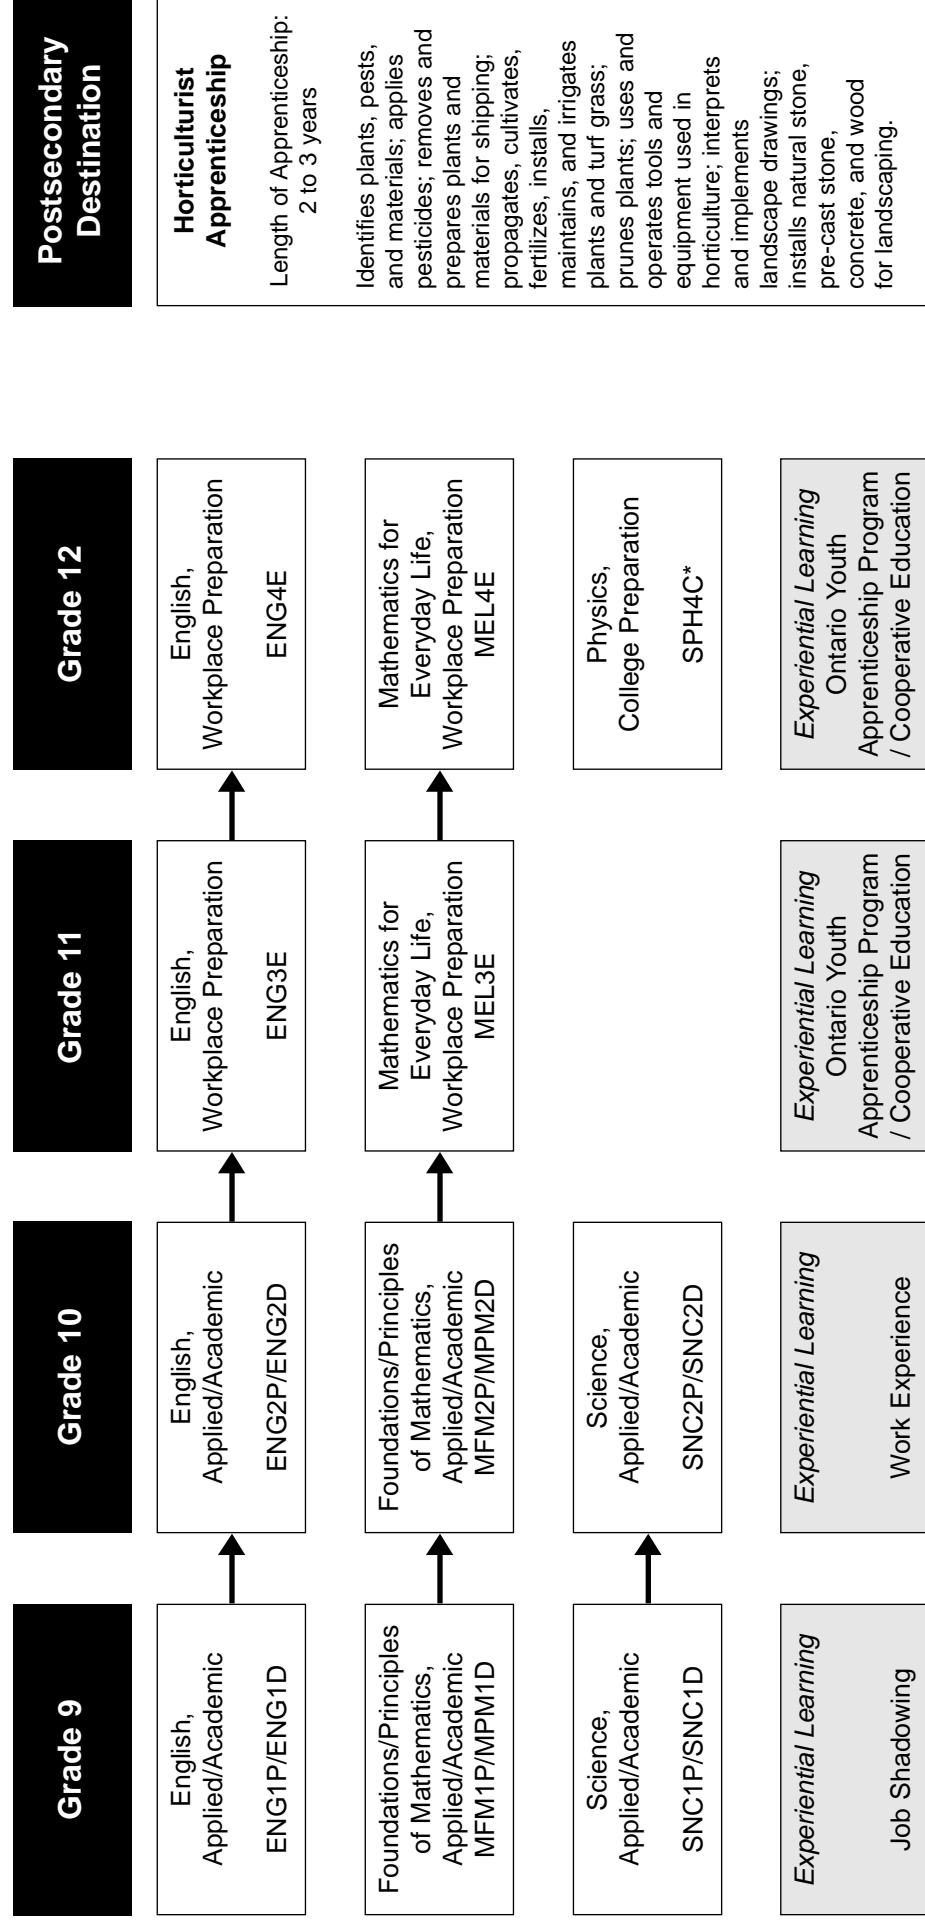 Grade 9
Grade 10
Grade 11
Grade 12
Postsecondary
Destination
English,
Applied/Academic
ENG1P/ENG1D
English,
Applied/Academic
ENG2P/ENG2D
English,
Workplace Preparation
ENG3E
English,
Workplace Preparation
ENG4E
Horticulturist
Apprenticeship
Length of Apprenticeship:
2 to 3 years
Identifies plants, pests,
and materials; applies
pesticides; removes and
prepares plants and
materials for shipping;
propagates, cultivates,
fertilizes, installs,
maintains, and irrigates
plants and turf grass;
prunes plants; uses and
operates tools and
equipment used in
horticulture; interprets
and implements
landscape drawings;
installs natural stone,
pre-cast stone,
concrete, and wood
for landscaping.
Foundations/Principles
of Mathematics,
Applied/Academic
MFM1P/MPM1D
Foundations/Principles
of Mathematics,
Applied/Academic
MFM2P/MPM2D
Mathematics for
Everyday Life,
Workplace Preparation
MEL3E
Mathematics for
Everyday Life,
Workplace Preparation
MEL4E
Science,
Applied/Academic
SNC1P/SNC1D
Science,
Applied/Academic
SNC2P/SNC2D
Physics,
College Preparation
SPH4C*
Experiential Learning
Job Shadowing
Experiential Learning
Work Experience
Experiential Learning
Ontario Youth
Apprenticeship Program
/ Cooperative Education
Experiential Learning
Ontario Youth
Apprenticeship Program
/ Cooperative Education